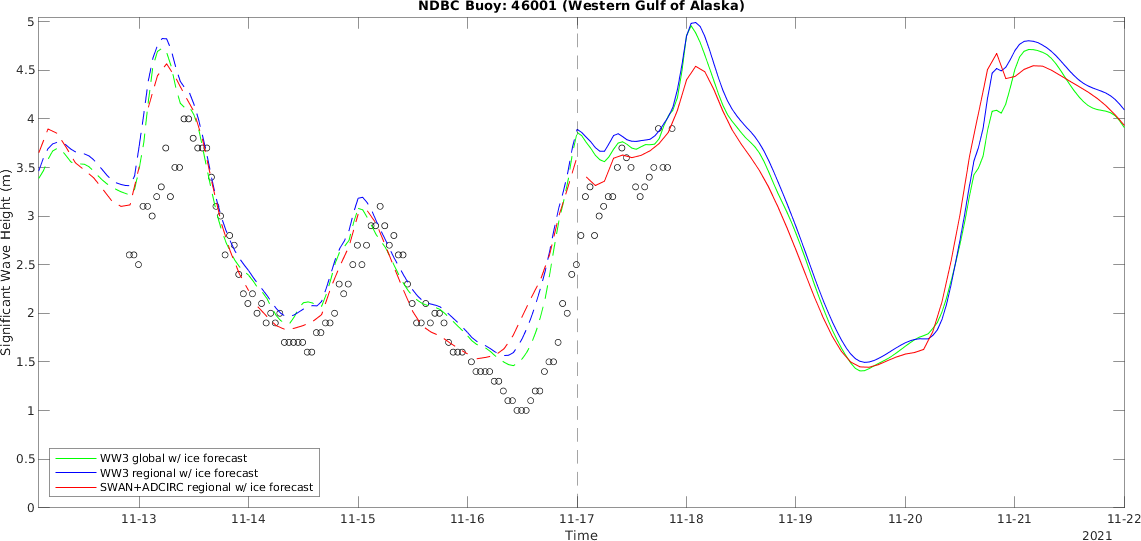 NDBC Buoy: 46001 (Western Gulf of Alaska)
Significant Wave Height (m)
5
4.5
4
3.5
3
2.5
2
1.5
1
0.5
0
WW3 global w/ ice forecast
WW3 regional w/ ice forecast
SWAN+ADCIRC regional w/ ice forecast
11-13 11-14 11-15 11-16 11-17 11-18 11-19 11-20 11-21 11-22
Time
2021